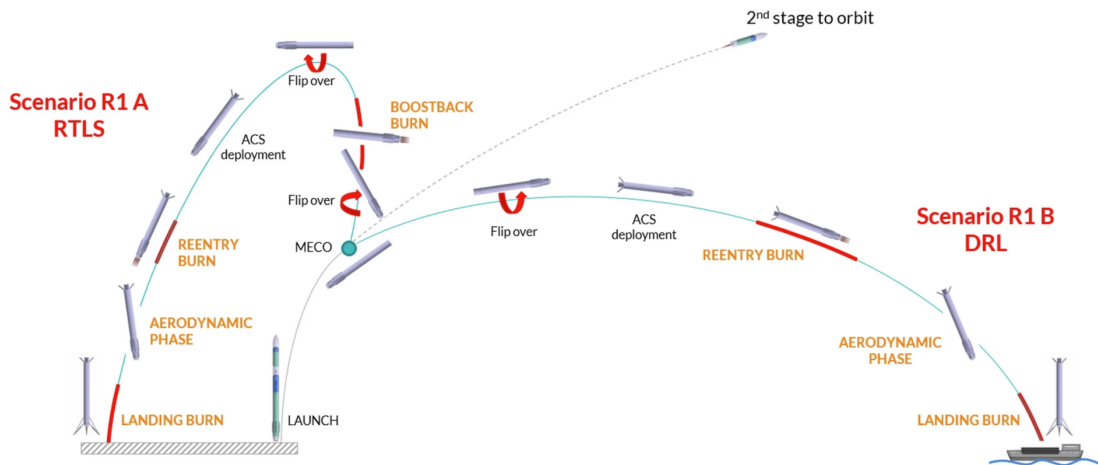 2nd stage to orbit
Scenario R1 A
RTLS
Flip over
BOOSTBACK
BURN
ACS
deployment
Flip over
REENTRY
BURN
MECO
AERODYNAMIC
PHASE
LANDING BURN
LAUNCH
Flip over
ACS
deployment
REENTRY BURN
Scenario R1 B
DRL
AERODYNAMIC
PHASE
LANDING BURN